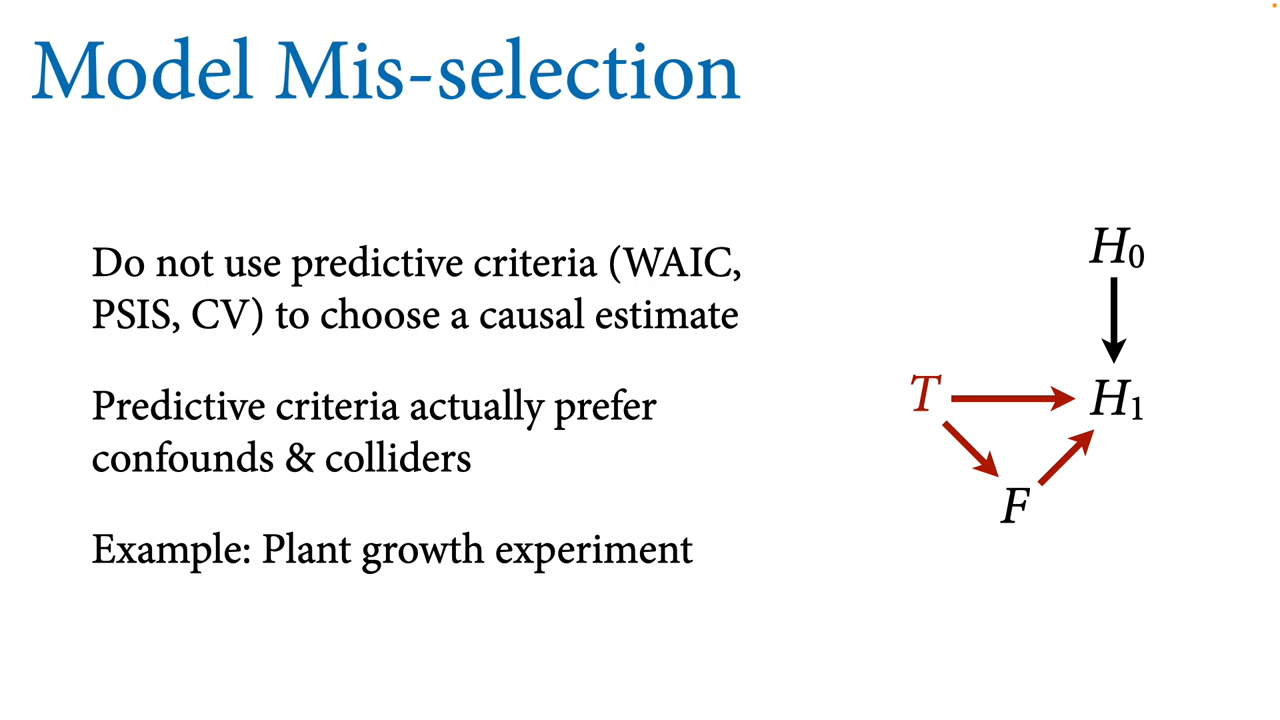 Model Mis-selection
Do not use predictive criteria (WAIC,
PSIS, CV) to choose a causal estimate
Predictive criteria actually prefer
confounds & colliders
Example: Plant growth experiment
H₀
T
H₁
F